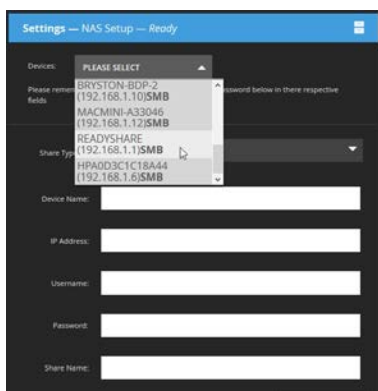 Settings — NAS Setup — Ready
Devices: PLEASE SELECT
BRYSTON-BDP-2
(192.168.1.10)SMB
MACMINI-A33046
(192.168.1.12)SMB
READYSHARE
(192.168.1.1)SMB
HPA0D3C1C18A44
(192.168.1.6)SMB
Please remem
ssword below in there respective
fields
Share Typ
Device Name:
IP Address:
Username:
Password:
Share Name: